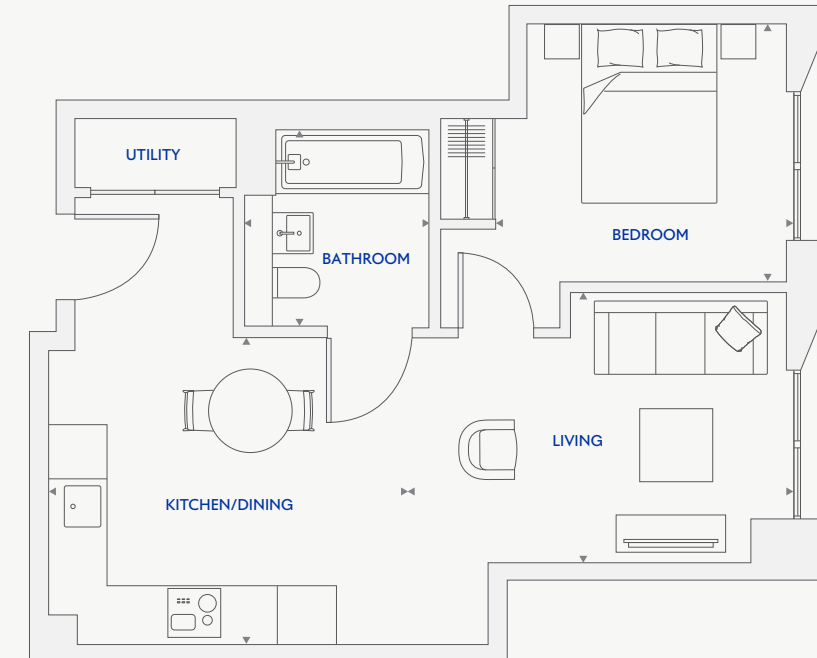 UTILITY
BEDROOM
BATHROOM
LIVING
KITCHEN/DINING